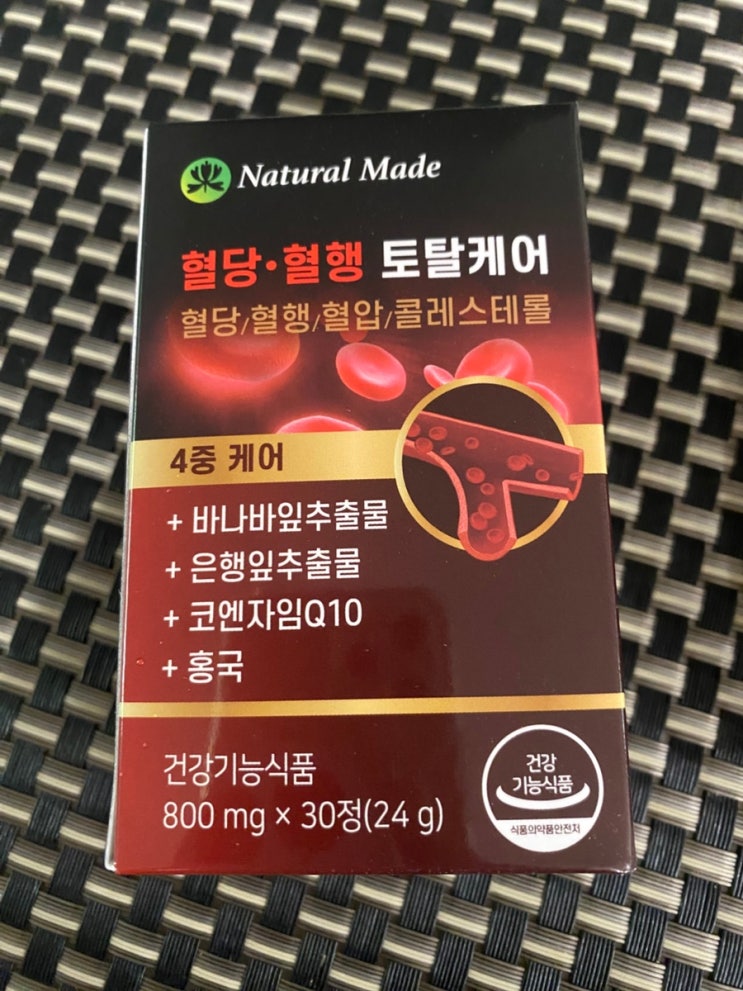 Natural Made
혈당·혈행 토탈케어
혈당/혈행/혈압/콜레스테롤
4중 케어
+ 바나바잎추출물
+ 은행잎추출물
+ 코엔자임Q10
+ 홍국
건강기능식품
800 mg × 30정(24 g)
건강
기능식품
식품의약품안전처